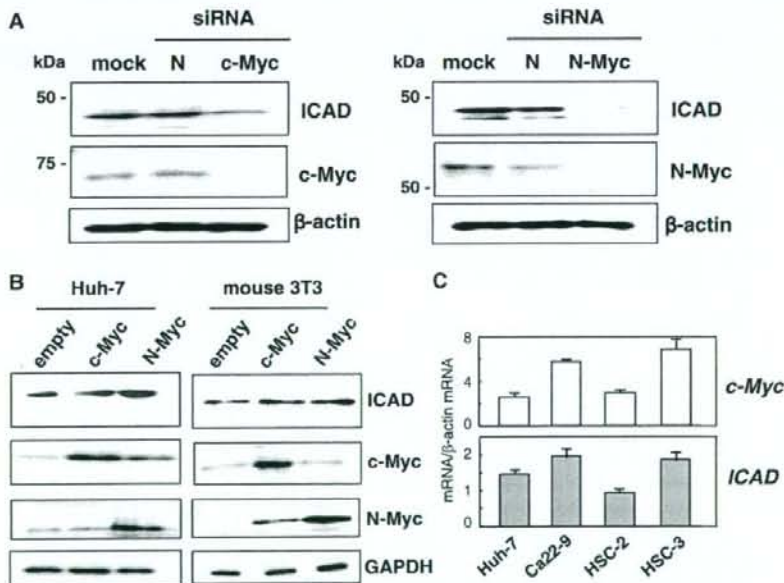 A
siRNA
kDa
mock N c-Myc
50 -
ICAD
75 -
c-Myc
β-actin
siRNA
kDa
mock N N-Myc
50 -
ICAD
N-Myc
50 -
β-actin
B
Huh-7
mouse 3T3
empty c-Myc N-Myc
empty c-Myc N-Myc
ICAD
c-Myc
N-Myc
GAPDH
C
mRNA/β-actin mRNA
8
4
0
c-Myc
2
1
0
ICAD
Huh-7 Ca22-9 HSC-2 HSC-3